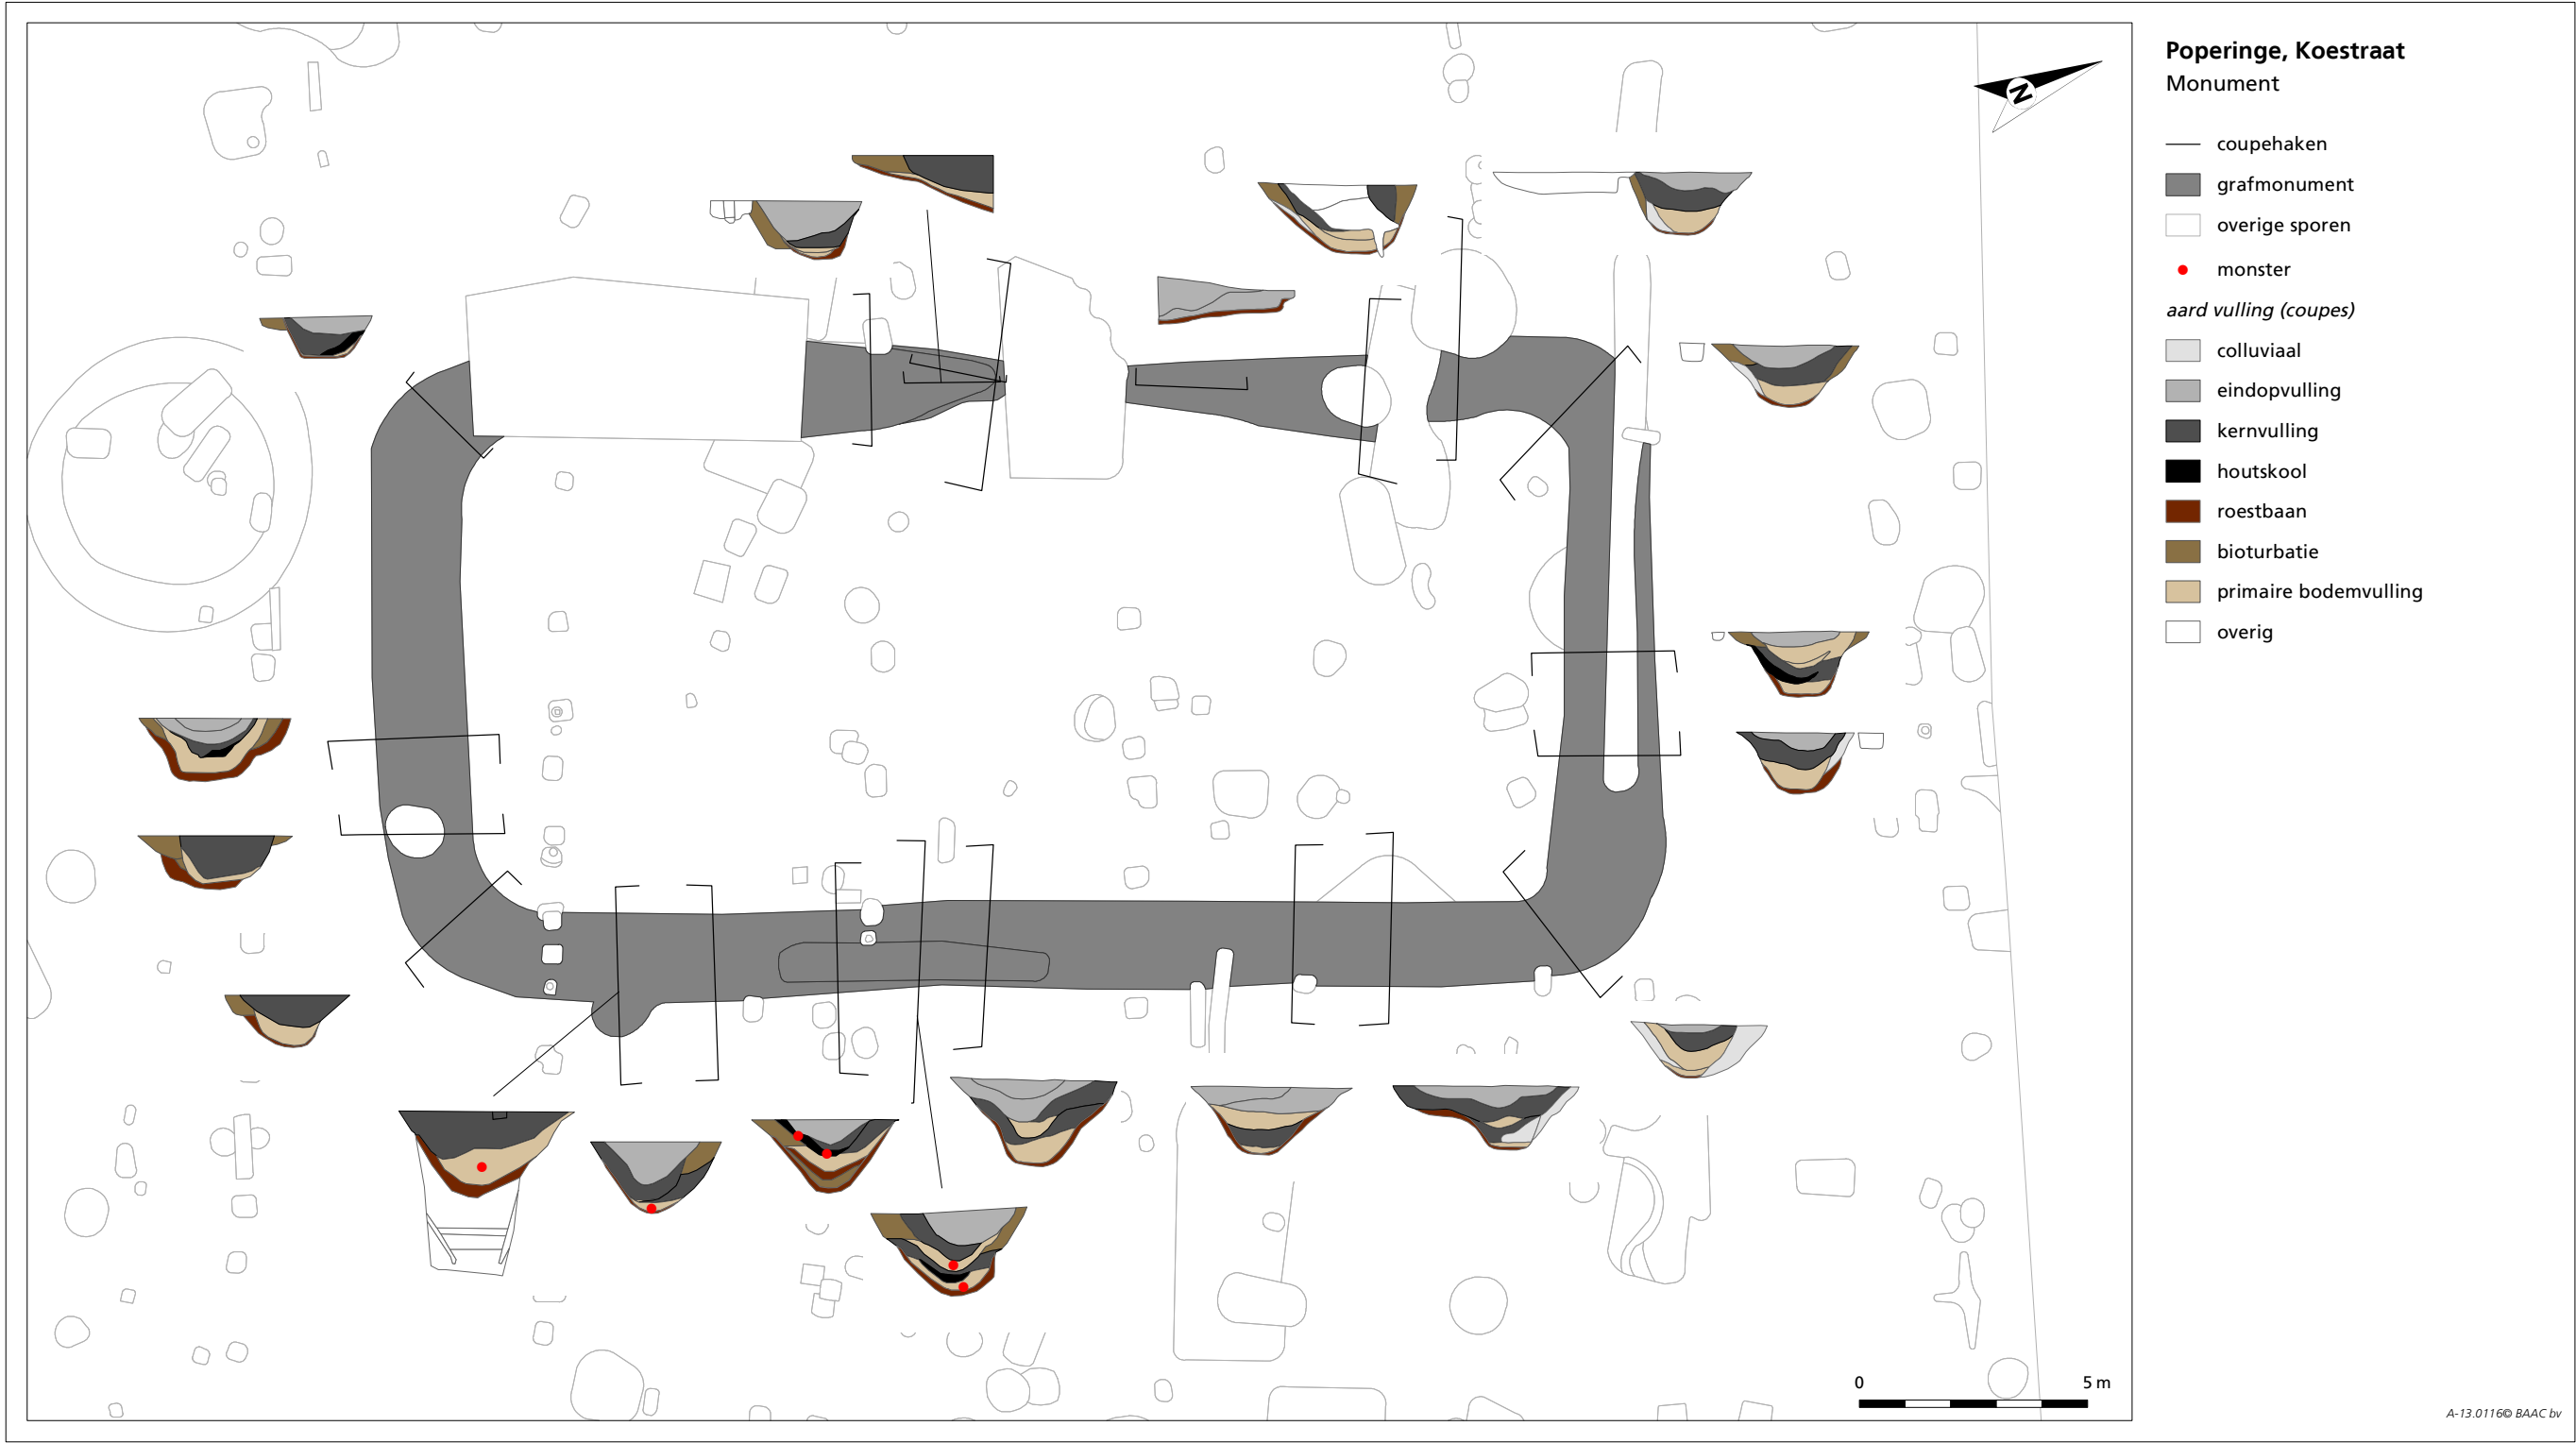 Poperinge, Koestraat
Monument
coupehaken
grafmonument
overige sporen
monster
aard vulling (coupes)
colluviaal
eindopvulling
kernvulling
houtskool
roestbaan
bioturbatie
primaire bodemvulling
overig
N
0 5 m
A-13.0116© BAAC bv